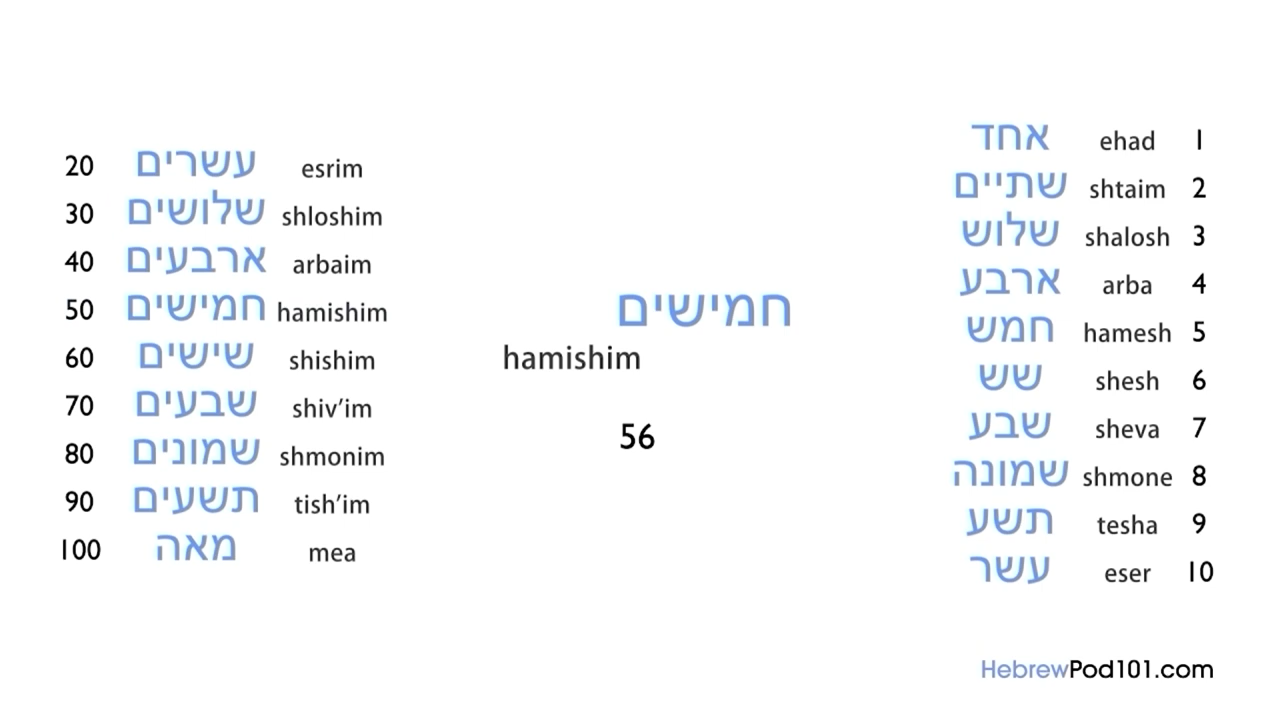 20 עשרים esrim
30 שלושים shloshim
40 ארבעים arbaim
50 חמישים hamishim
60 שישים shishim
70 שבעים shiv’im
80 שמונים shmonim
90 תשעים tish’im
100 מאה mea
חמישים
hamishim
56
אחד ehad 1
שתיים shtaim 2
שלוש shalosh 3
ארבע arba 4
חמש hamesh 5
שש shesh 6
שבע sheva 7
שמונה shmone 8
תשע tesha 9
עשר eser 10
HebrewPod101.com